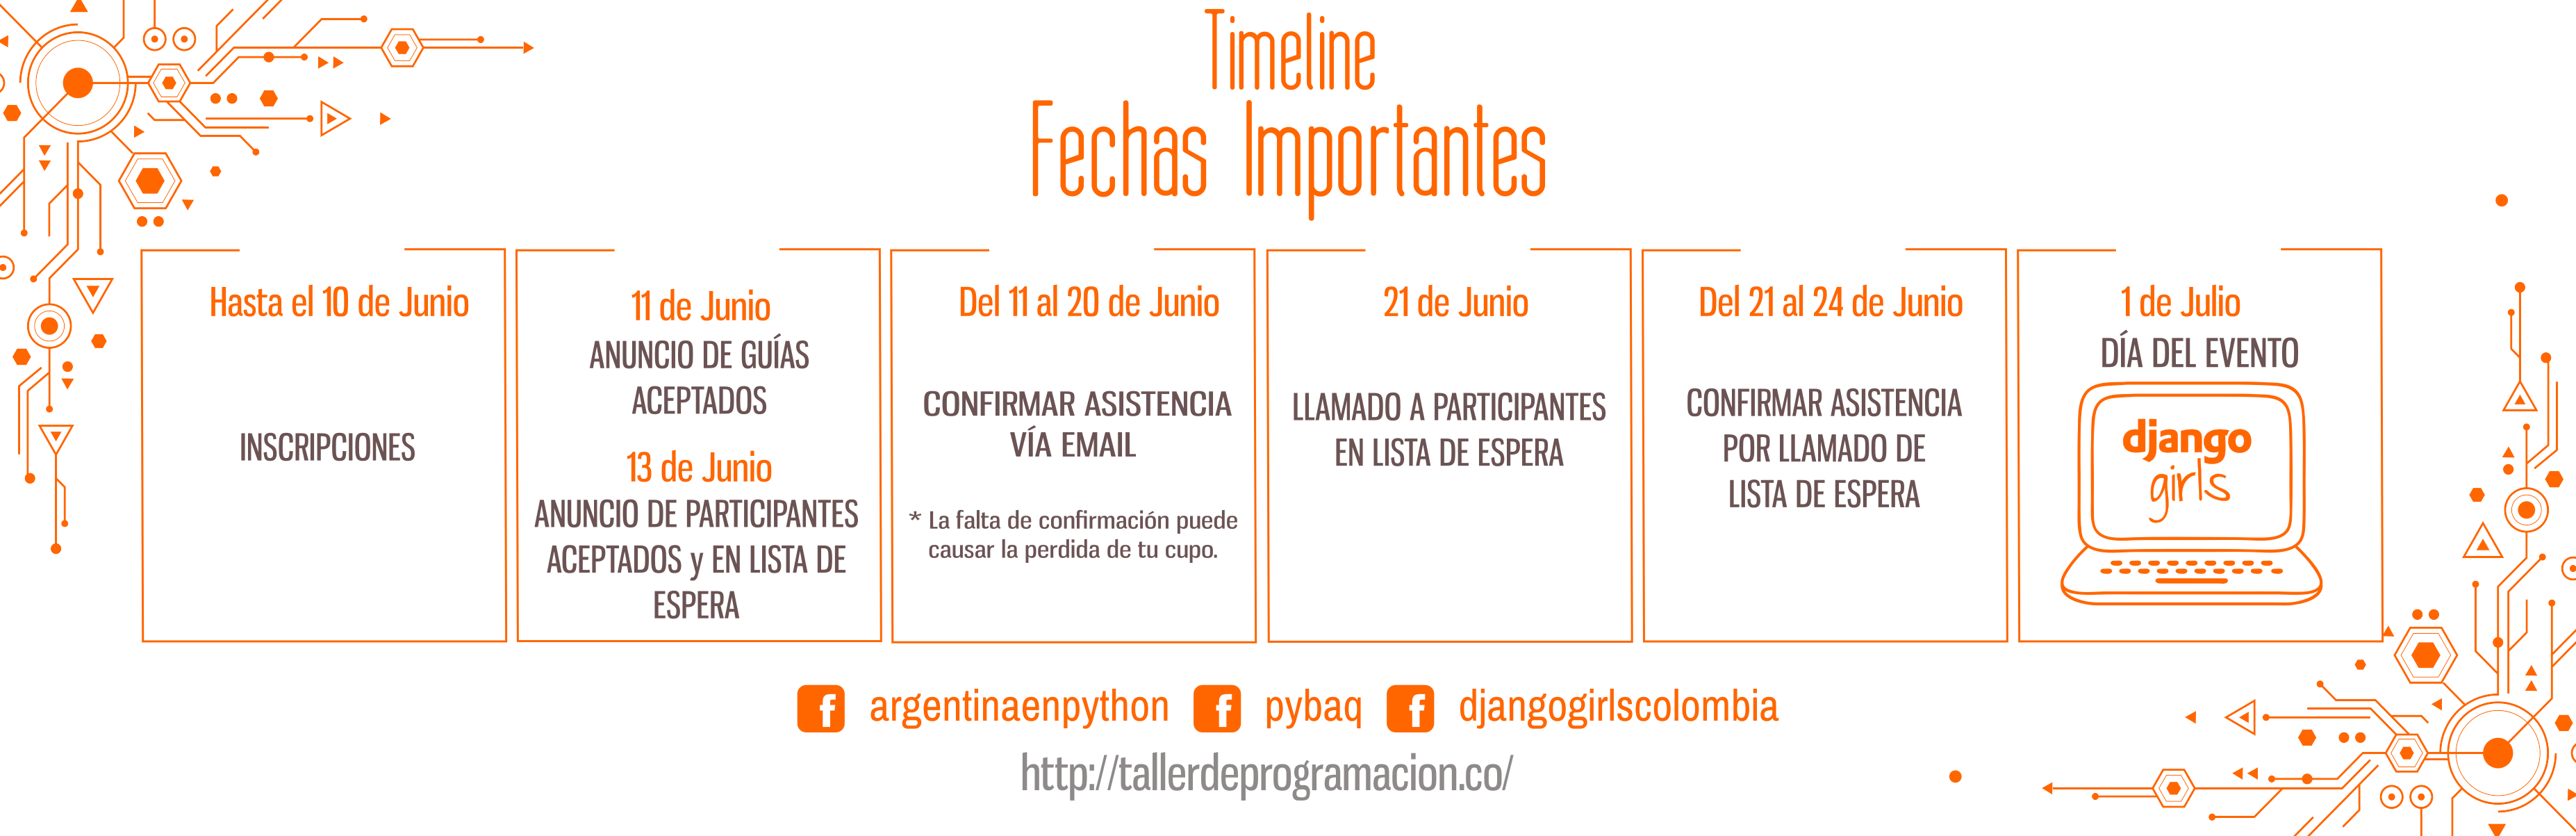 Timeline
Fechas Importantes
Hasta el 10 de Junio
INSCRIPCIONES
11 de Junio
ANUNCIO DE GUÍAS
ACEPTADOS
13 de Junio
ANUNCIO DE PARTICIPANTES
ACEPTADOS y EN LISTA DE
ESPERA
Del 11 al 20 de Junio
CONFIRMAR ASISTENCIA
VÍA EMAIL
* La falta de confirmación puede
causar la perdida de tu cupo.
21 de Junio
LLAMADO A PARTICIPANTES
EN LISTA DE ESPERA
Del 21 al 24 de Junio
CONFIRMAR ASISTENCIA
POR LLAMADO DE
LISTA DE ESPERA
1 de Julio
DÍA DEL EVENTO
django
girls
f argentinaenpython f pybaq f djangogirlscolombia
http://tallerdeprogramacion.co/